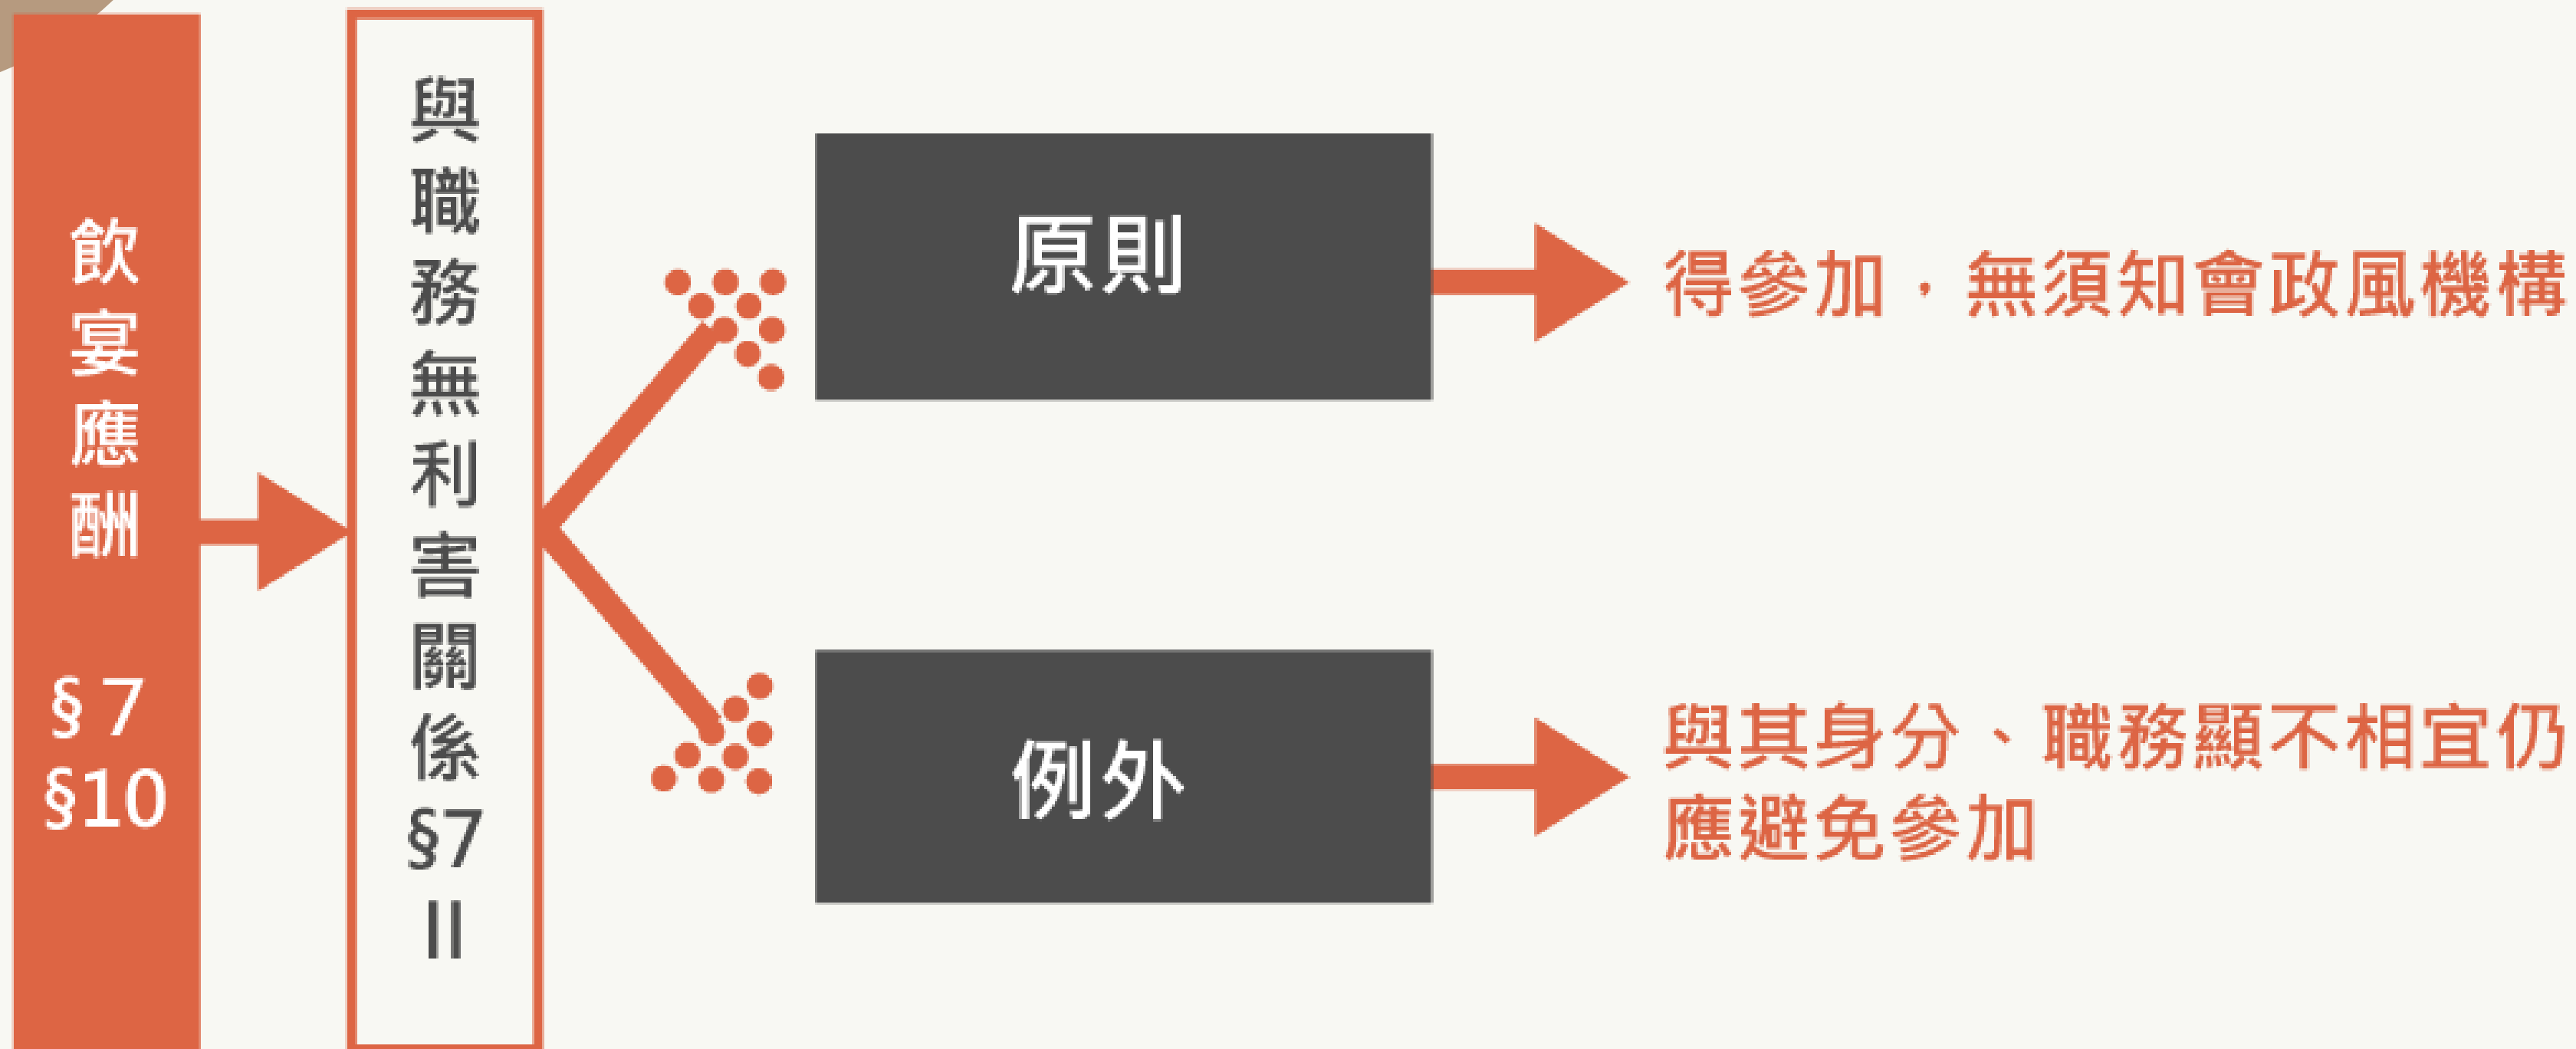 飲宴應酬
§7
§10
與職務無利害關係§7II
原則
得參加，無須知會政風機構
例外
與其身分、職務顯不相宜仍
應避免參加